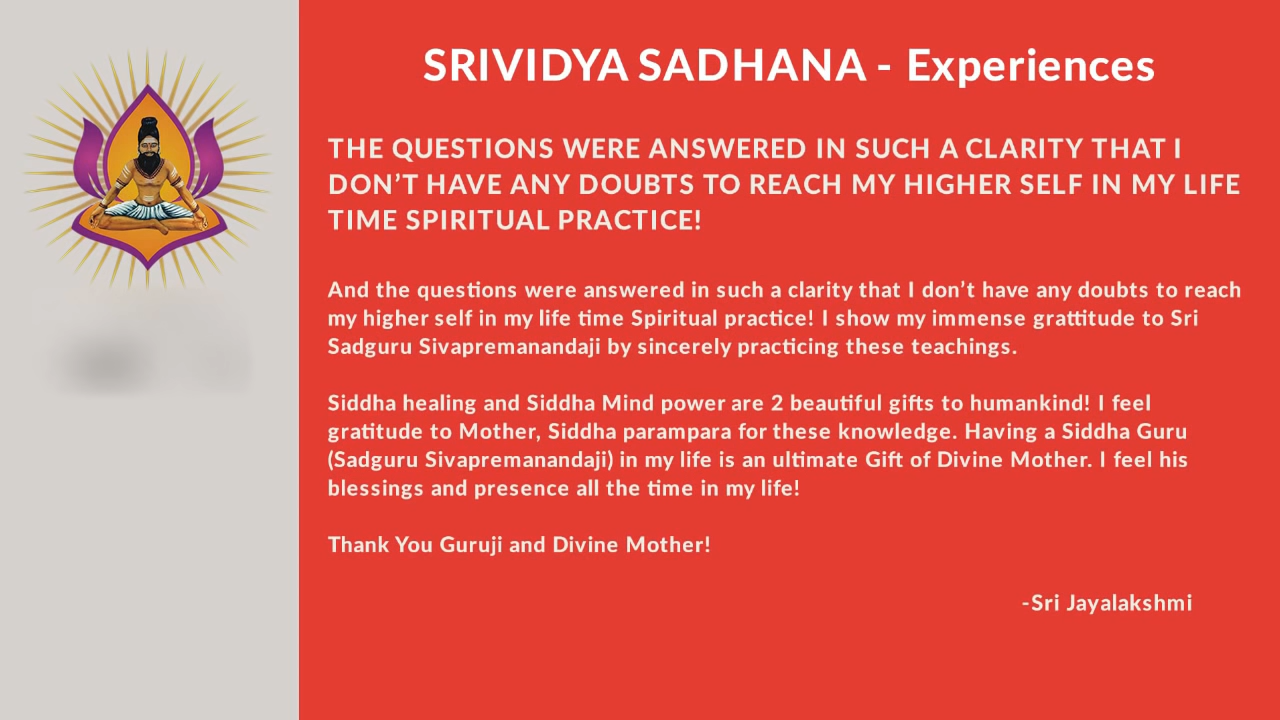 SRIVIDYA SADHANA - Experiences
THE QUESTIONS WERE ANSWERED IN SUCH A CLARITY THAT I
DON’T HAVE ANY DOUBTS TO REACH MY HIGHER SELF IN MY LIFE
TIME SPIRITUAL PRACTICE!
And the questions were answered in such a clarity that I don’t have any doubts to reach
my higher self in my life time Spiritual practice! I show my immense grattitude to Sri
Sadguru Sivapremanandaji by sincerely practicing these teachings.
Siddha healing and Siddha Mind power are 2 beautiful gifts to humankind! I feel
gratitude to Mother, Siddha parampara for these knowledge. Having a Siddha Guru
(Sadguru Sivapremanandaji) in my life is an ultimate Gift of Divine Mother. I feel his
blessings and presence all the time in my life!
Thank You Guruji and Divine Mother!
-Sri Jayalakshmi